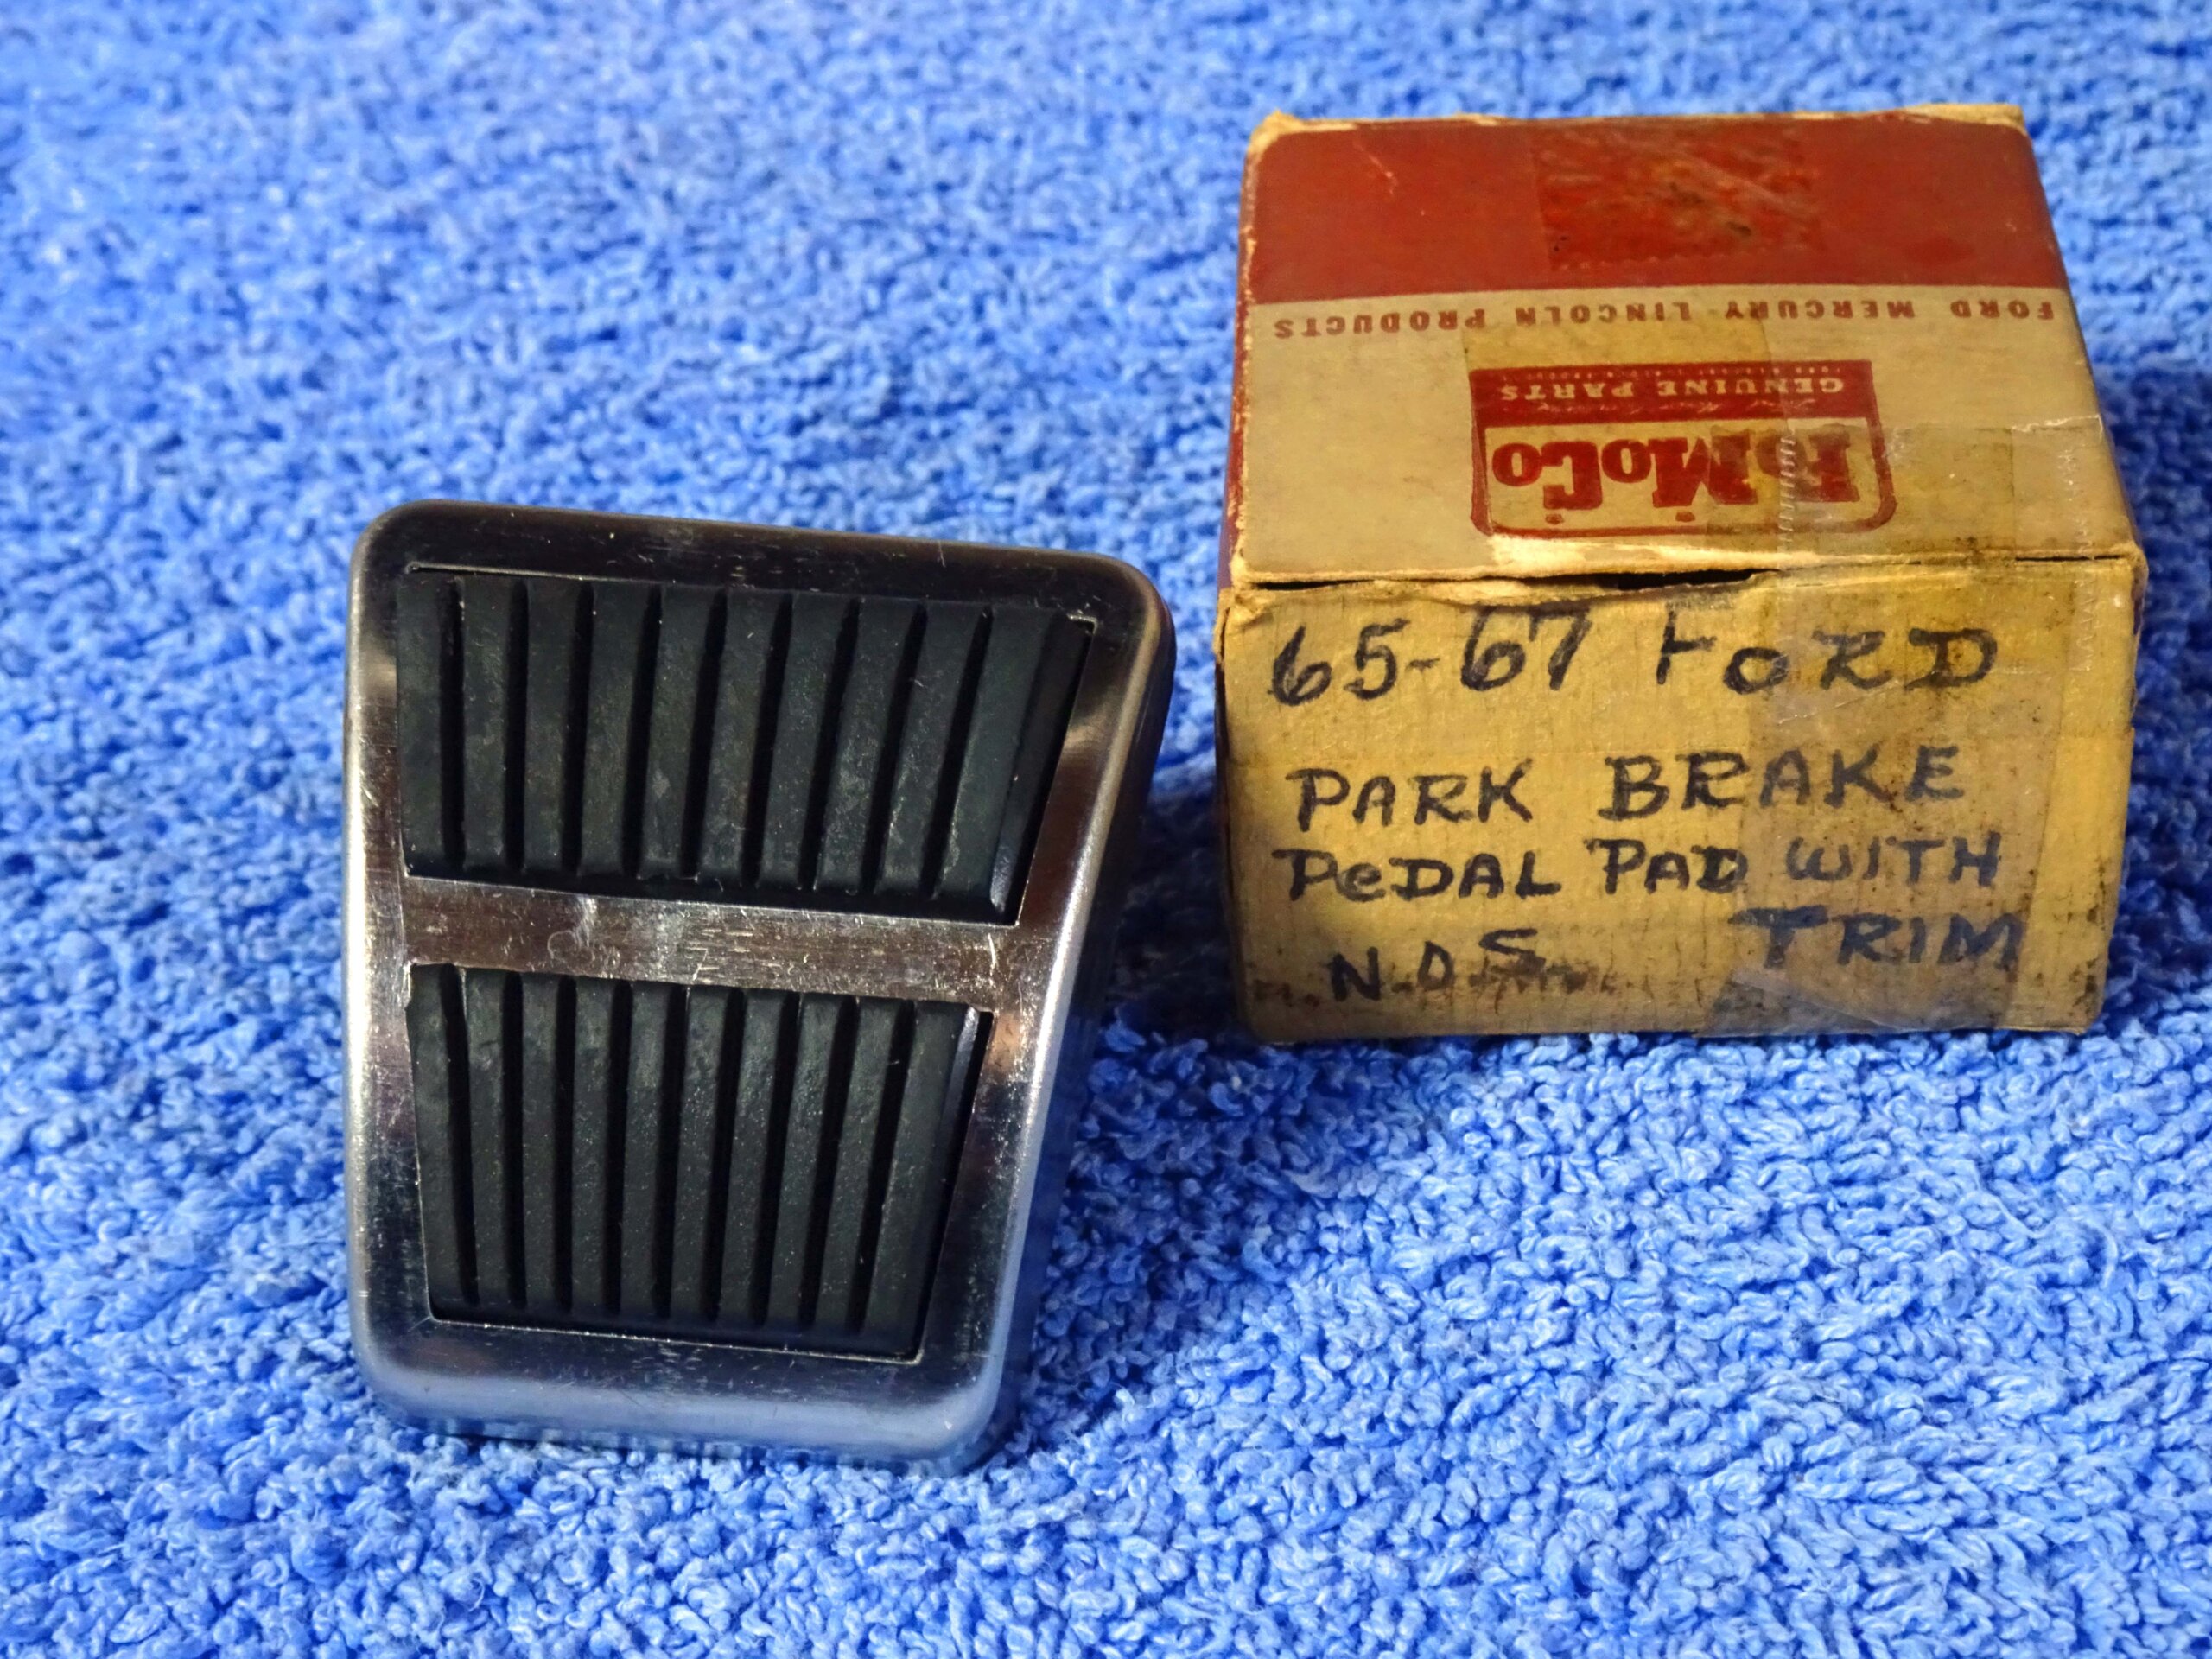 FORD MERCURY LINCOLN PRODUCTS
GENUINE PARTS
FoMoCo
65-67 FORD
PARK BRAKE
PeDAL PAD WITH
N.O.S. TRIM